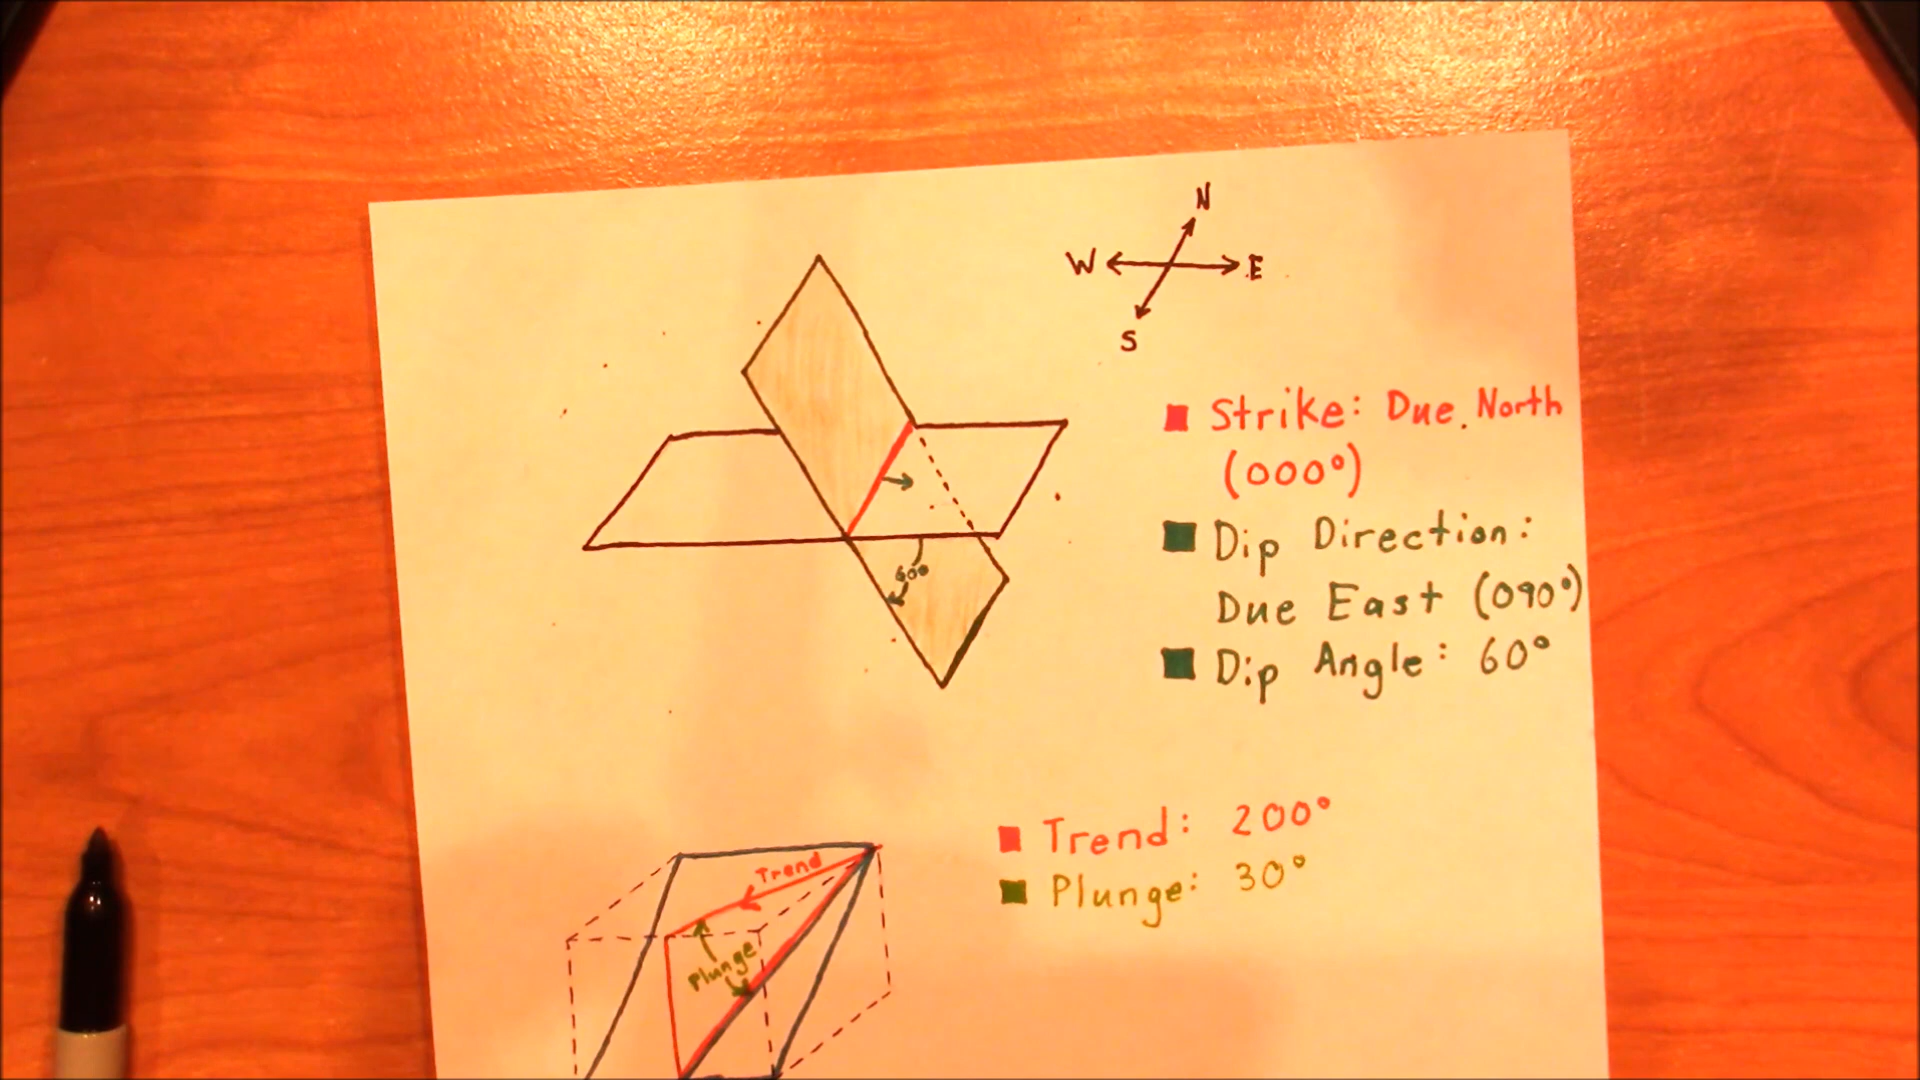 N
W
E
S
Strike: Due North
(000°)
Dip Direction:
Due East (090°)
60°
Dip Angle: 60°
Trend: 200°
Plunge: 30°
Trend
Plunge